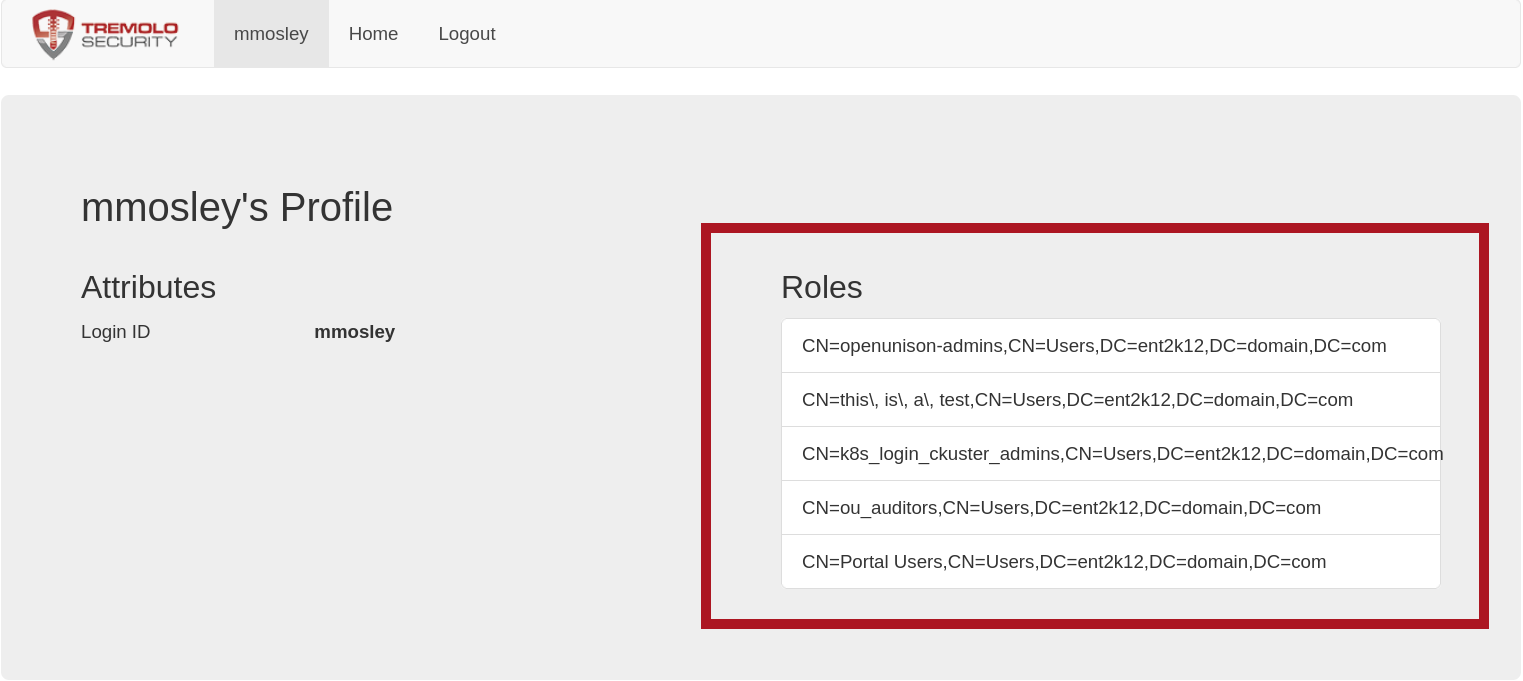 TREMOLO
SECURITY
mmosley Home Logout
mmosley's Profile
Attributes
Login ID mmosley
Roles
CN=openunison-admins,CN=Users,DC=ent2k12,DC=domain,DC=com
CN=this\, is\, a\, test,CN=Users,DC=ent2k12,DC=domain,DC=com
CN=k8s_login_ckuster_admins,CN=Users,DC=ent2k12,DC=domain,DC=com
CN=ou_auditors,CN=Users,DC=ent2k12,DC=domain,DC=com
CN=Portal Users,CN=Users,DC=ent2k12,DC=domain,DC=com